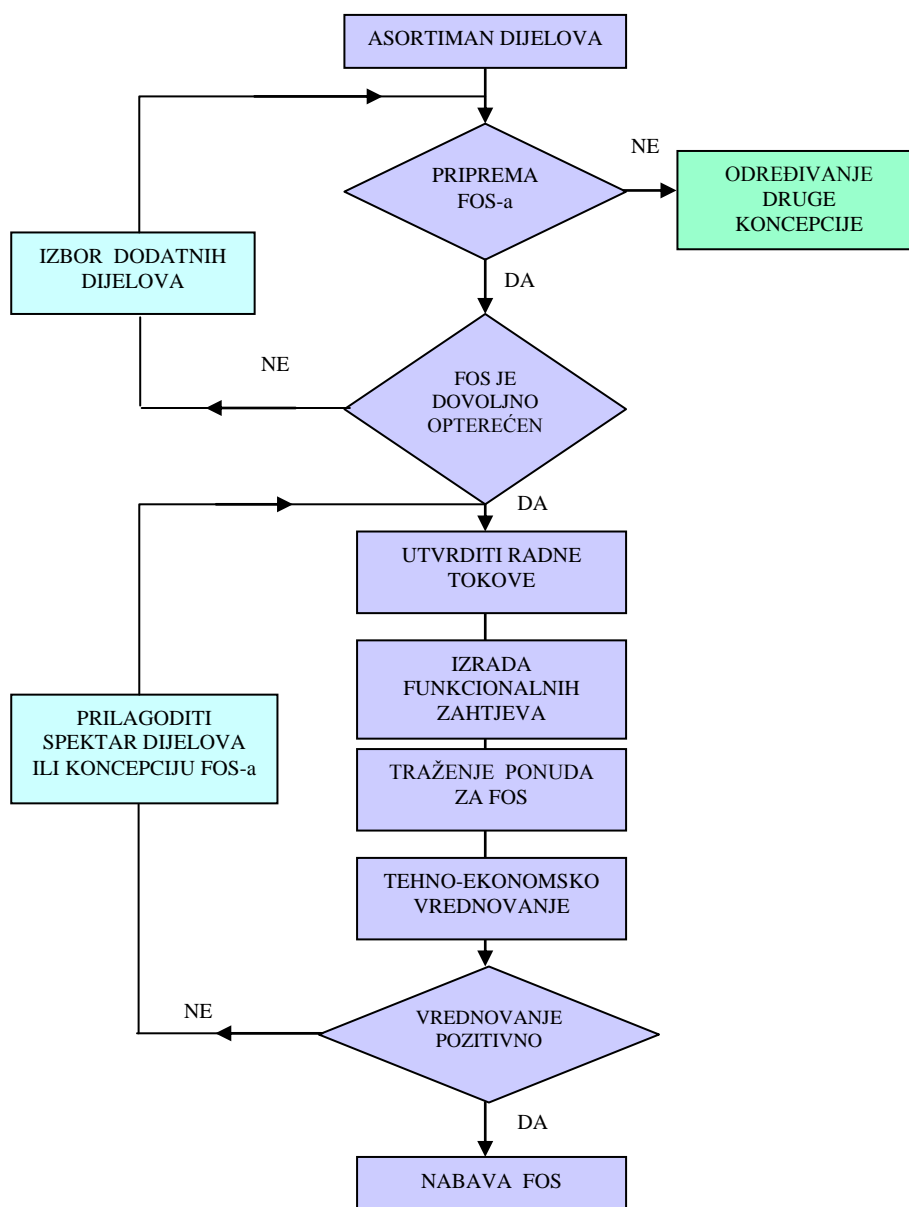 ASORTIMAN DIJELOVA
PRIPREMA
FOS-a
NE
ODREĐIVANJE
DRUGE
KONCEPCIJE
IZBOR DODATNIH
DIJELOVA
DA
NE
FOS JE
DOVOLJNO
OPTEREĆEN
DA
UTVRDITI RADNE
TOKOVE
IZRADA
FUNKCIONALNIH
ZAHTJEVA
PRILAGODITI
SPEKTAR DIJELOVA
ILI KONCEPCIJU FOS-a
TRAŽENJE PONUDA
ZA FOS
TEHNO-EKONOMSKO
VREDNOVANJE
NE
VREDNOVANJE
POZITIVNO
DA
NABAVA FOS